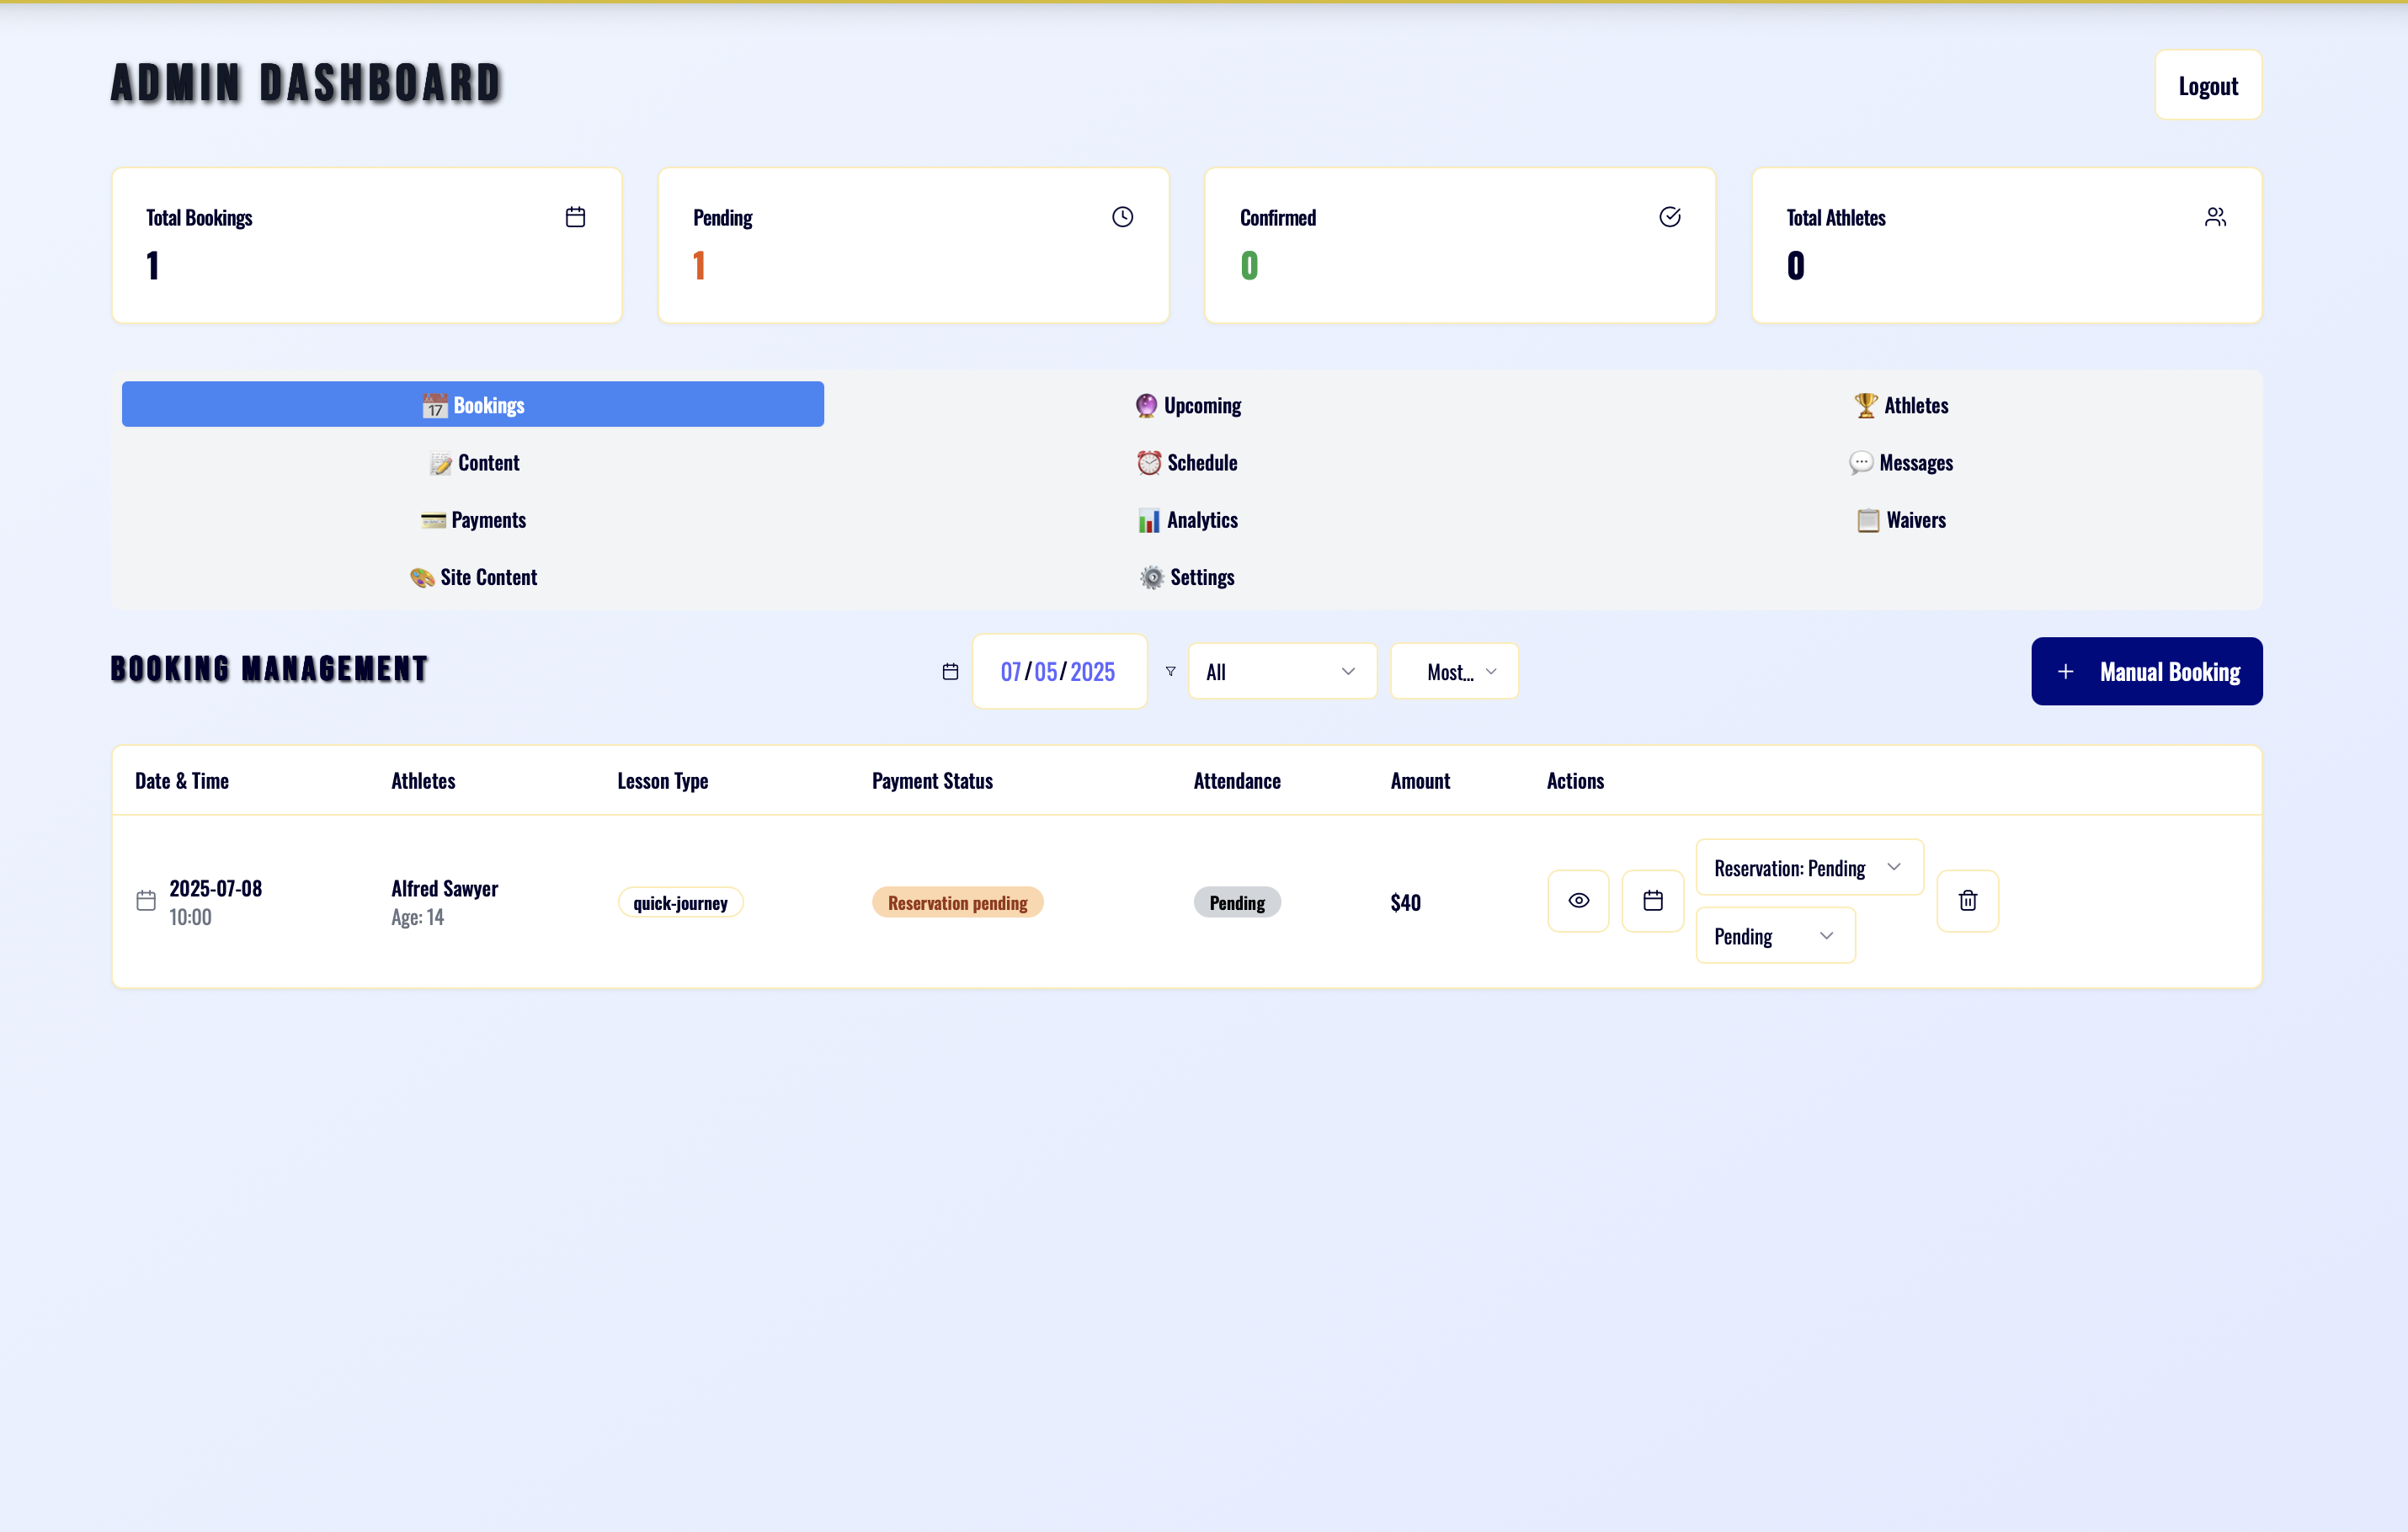 ADMIN DASHBOARD
Logout
Total Bookings
1
Pending
1
Confirmed
0
Total Athletes
0
17 Bookings
Upcoming
Athletes
Content
Schedule
Messages
Payments
Analytics
Waivers
Site Content
Settings
BOOKING MANAGEMENT
07/05/2025
All
Most...
Manual Booking
Date & Time Athletes Lesson Type Payment Status Attendance Amount Actions
2025-07-08
10:00
Alfred Sawyer
Age: 14
quick-journey
Reservation pending
Pending
$40
Reservation: Pending
Pending